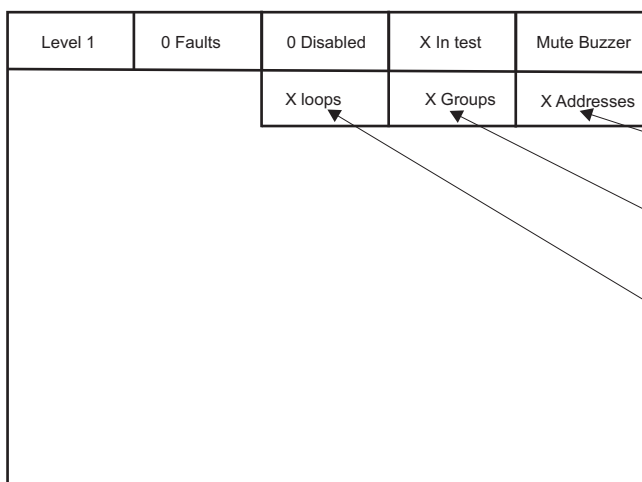 Level 1 0 Faults 0 Disabled X In test Mute Buzzer
X loops X Groups X Addresses